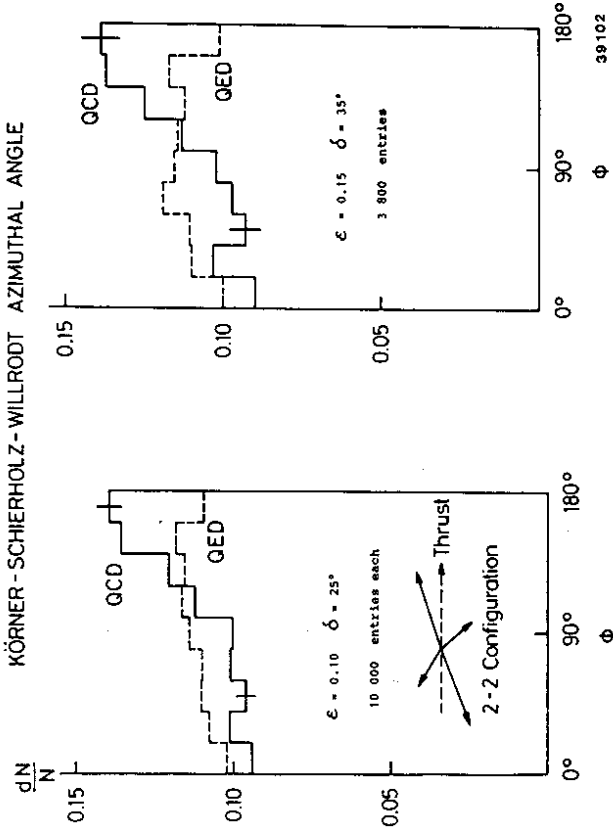 KÖRNER-SCHIERHOLZ-WILLRODT AZIMUTHAL ANGLE
dN
N
0.15
0.10
0.05
QCD
QED
ε = 0.10 δ = 25°
10 000 entries each
Thrust
2-2 Configuration
0°
90°
180°
Φ
0.15
0.10
0.05
QCD
QED
ε = 0.15 δ = 35°
3 800 entries
0°
90°
180°
Φ
39102